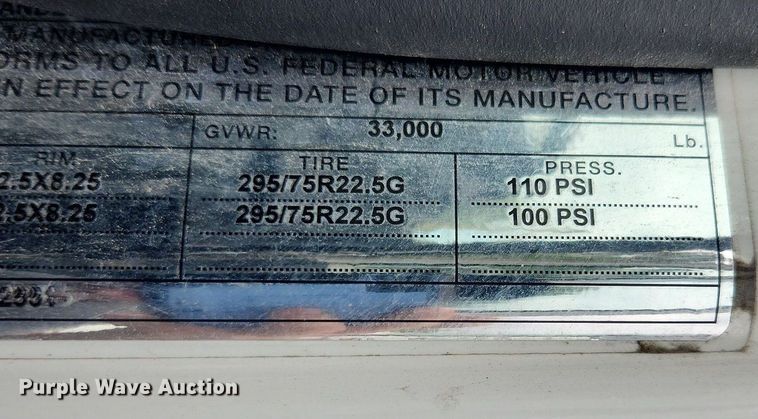 MANUFACTURE
ORMS TO ALL U.S. FEDERAL MOTOR VEHICLE
N EFFECT ON THE DATE OF ITS MANUFACTURE.
GVWR: 33,000 Lb.
RIM TIRE PRESS.
2.5X8.25 295/75R22.5G 110 PSI
2.5X8.25 295/75R22.5G 100 PSI
Purple Wave Auction